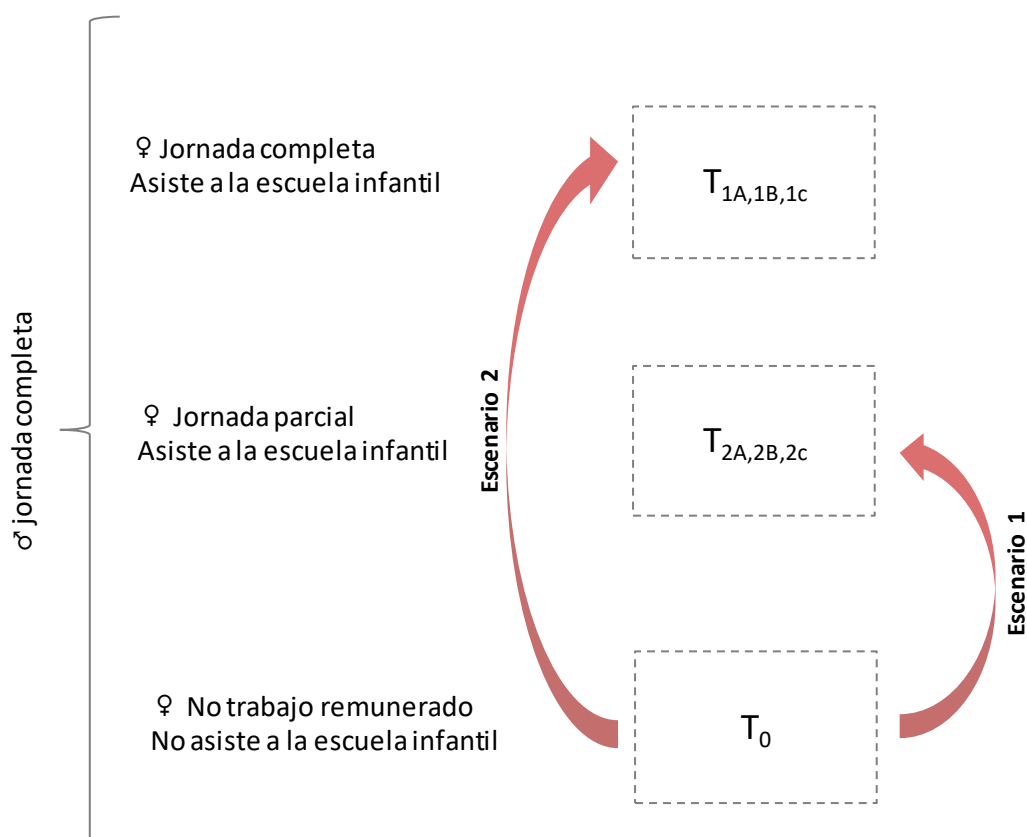 ♂ jornada completa
♀ Jornada completa
Asiste a la escuela infantil
T1A,1B,1c
Escenario 2
♀ Jornada parcial
Asiste a la escuela infantil
T2A,2B,2c
Escenario 1
♀ No trabajo remunerado
No asiste a la escuela infantil
T0